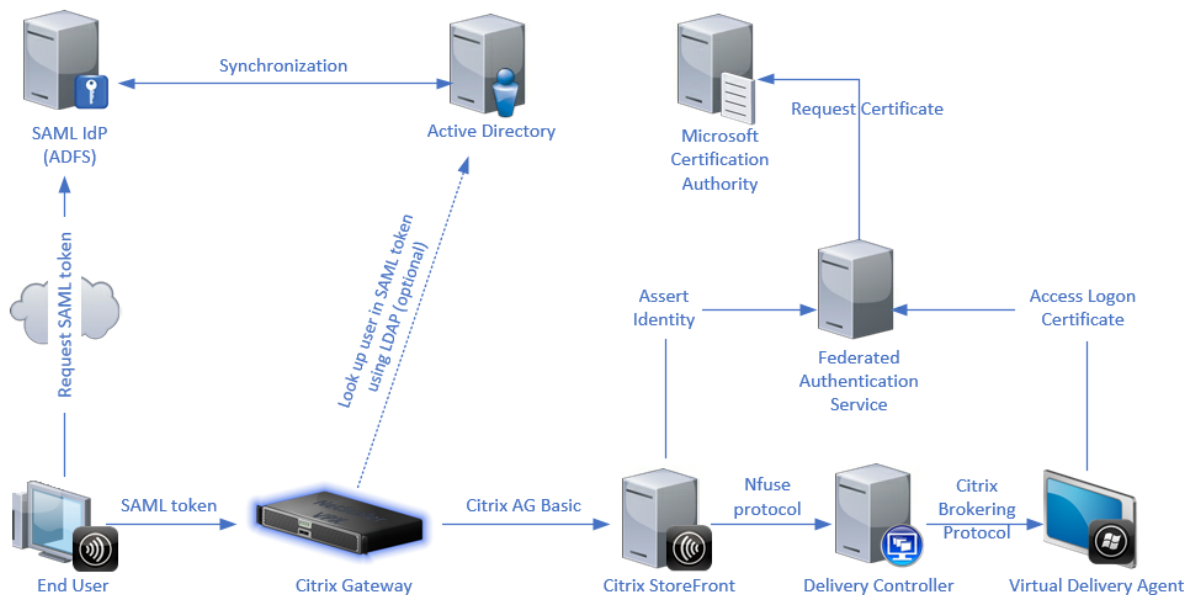 Synchronization
SAML IdP
(ADFS)
Active Directory
Request Certificate
Microsoft
Certification
Authority
Request SAML token
Look up user in SAML token
using LDAP (optional)
Assert
Identity
Access Logon
Certificate
Federated
Authentication
Service
SAML token
Citrix AG Basic
Nfuse
protocol
Citrix
Brokering
Protocol
End User
Citrix Gateway
Citrix StoreFront
Delivery Controller
Virtual Delivery Agent